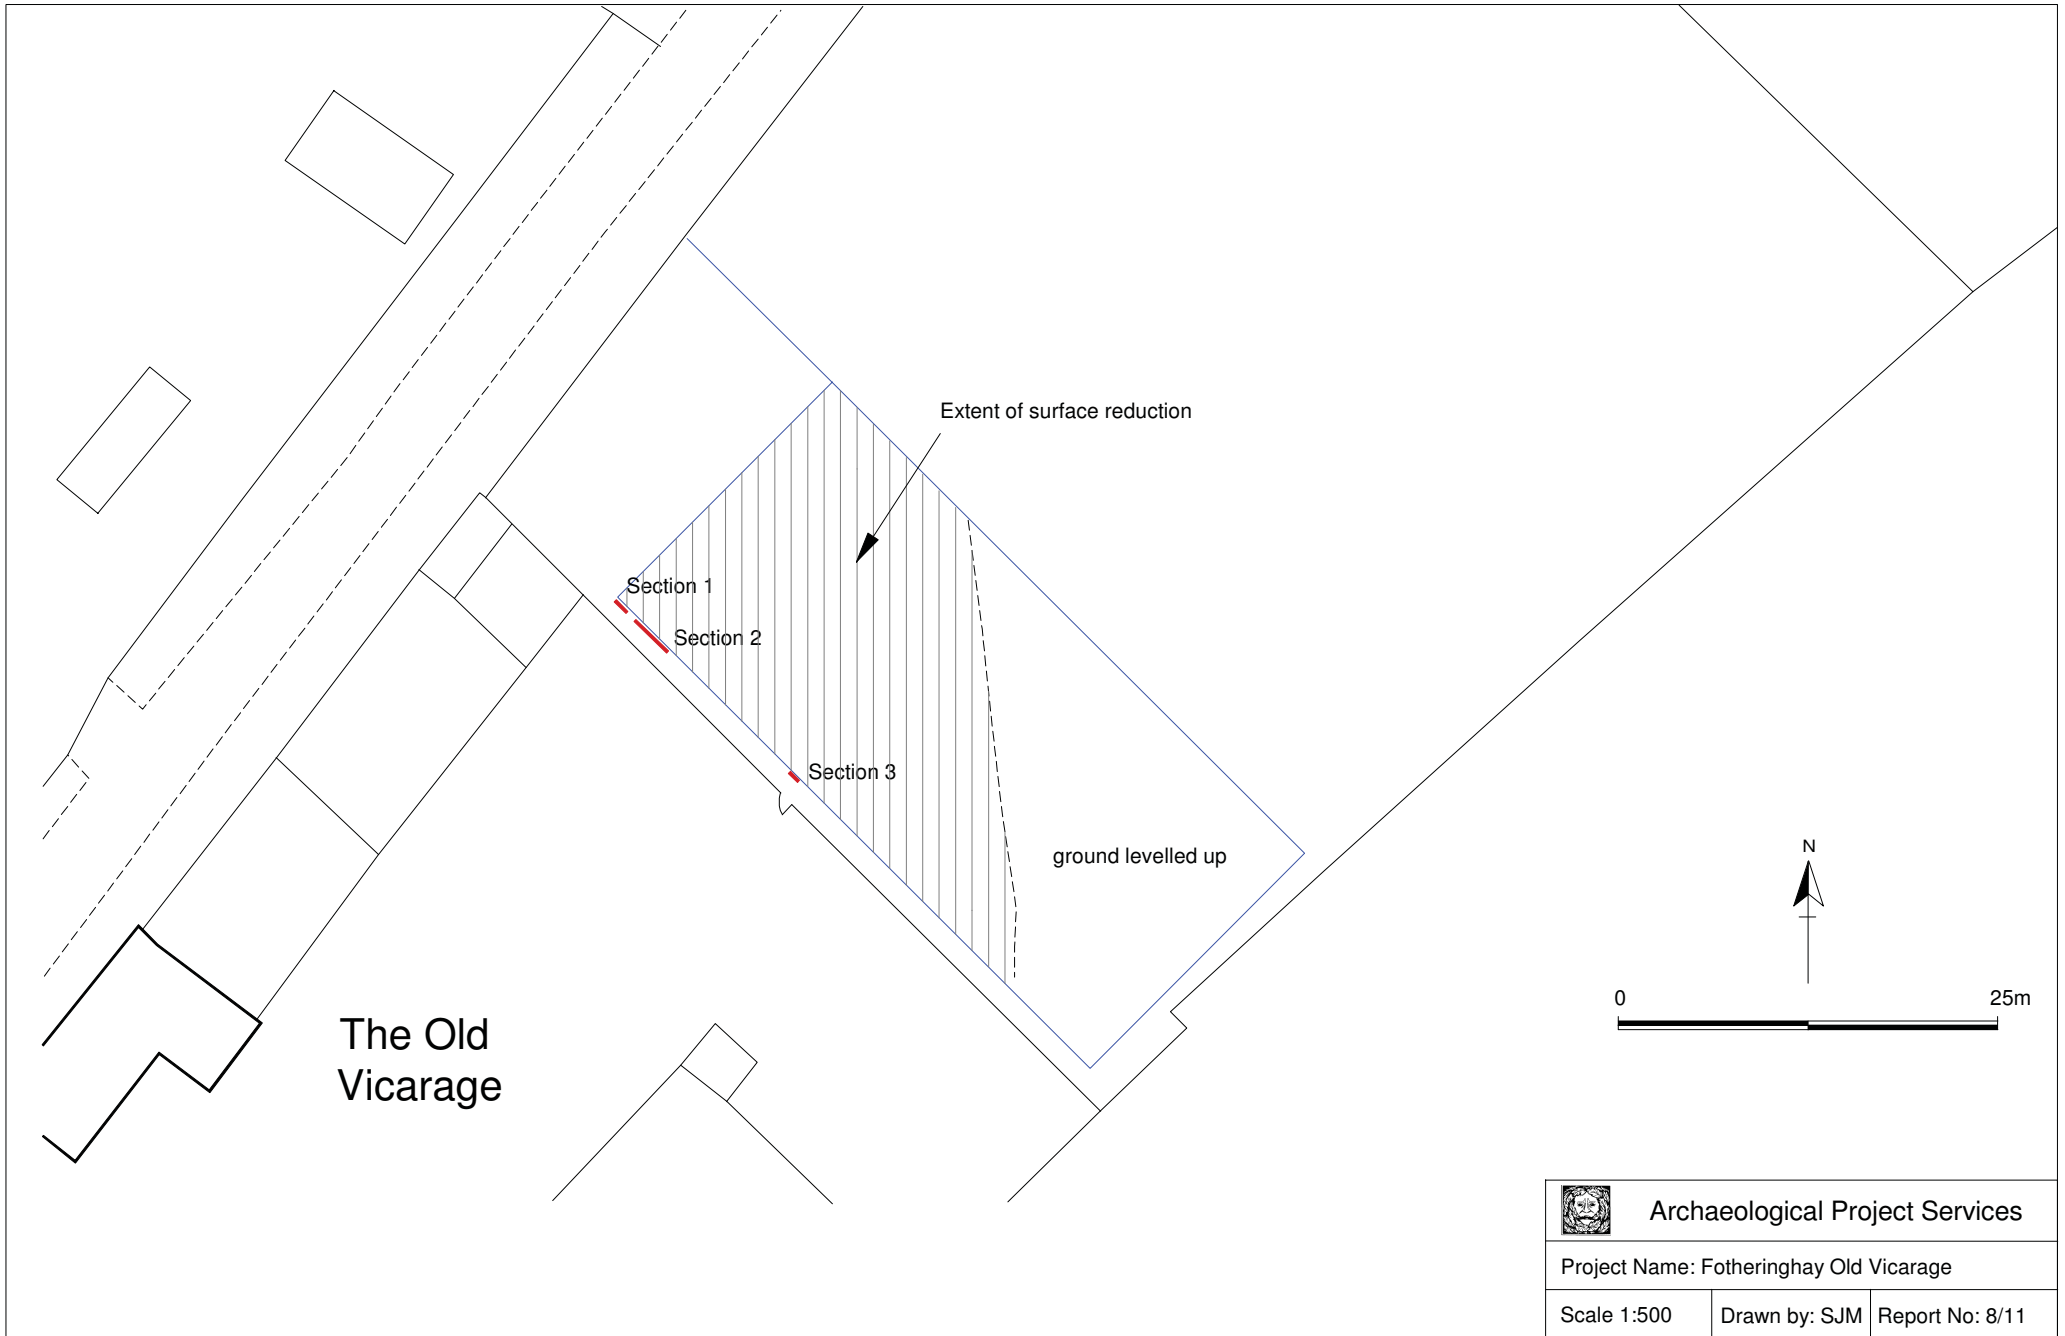 Extent of surface reduction
Section 1
Section 2
Section 3
ground levelled up
N
0 25m
The Old
Vicarage
Archaeological Project Services
Project Name: Fotheringhay Old Vicarage
Scale 1:500 Drawn by: SJM Report No: 8/11